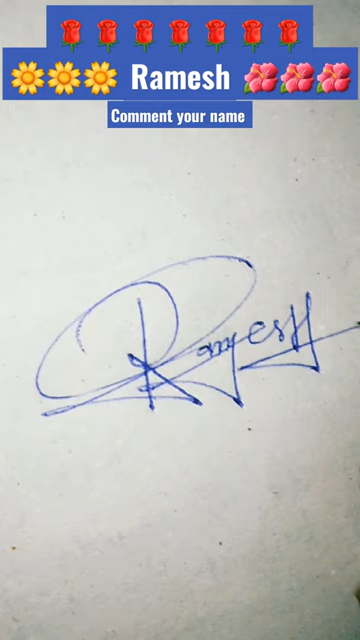 🌹🌹🌹🌹🌹🌹🌹
🌼🌼🌼 Ramesh 🌺🌺🌺
Comment your name
Ramesh